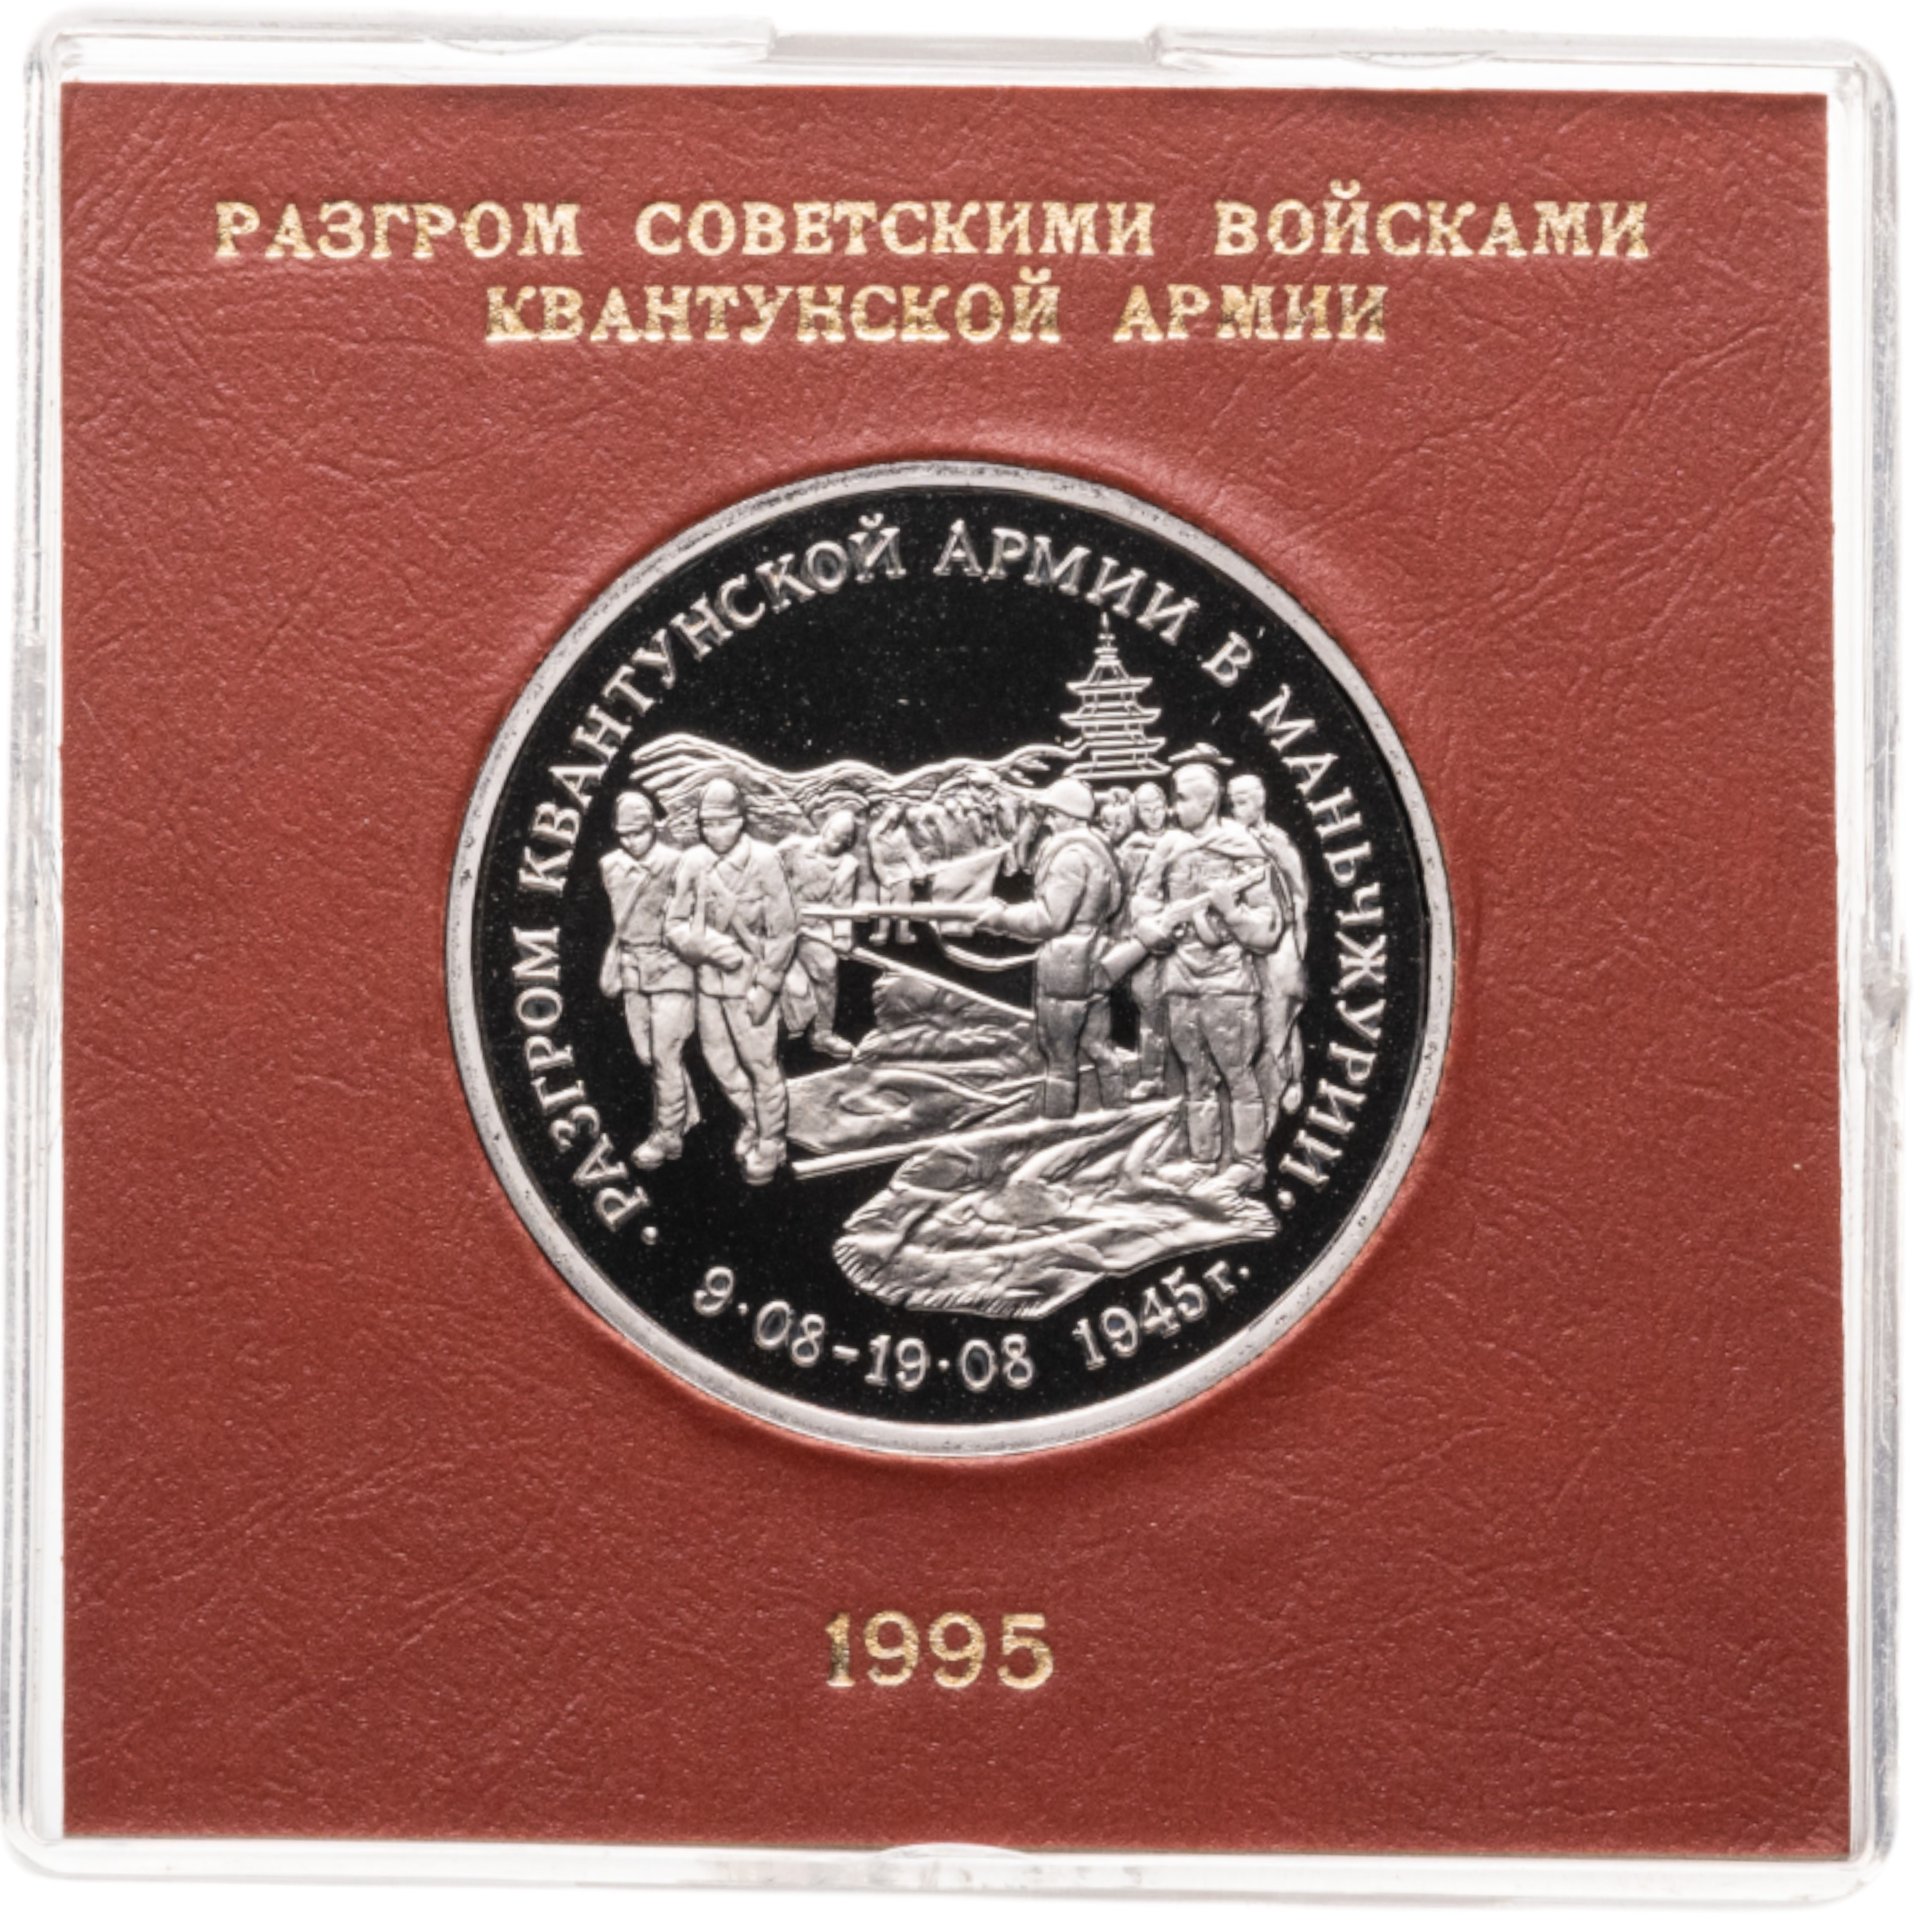 РАЗГРОМ СОВЕТСКИМИ ВОЙСКАМИ
КВАНТУНСКОЙ АРМИИ
·РАЗГРОМ КВАНТУНСКОЙ АРМИИ В МАНЬЧЖУРИИ·
9·08-19·08 1945г.
1995